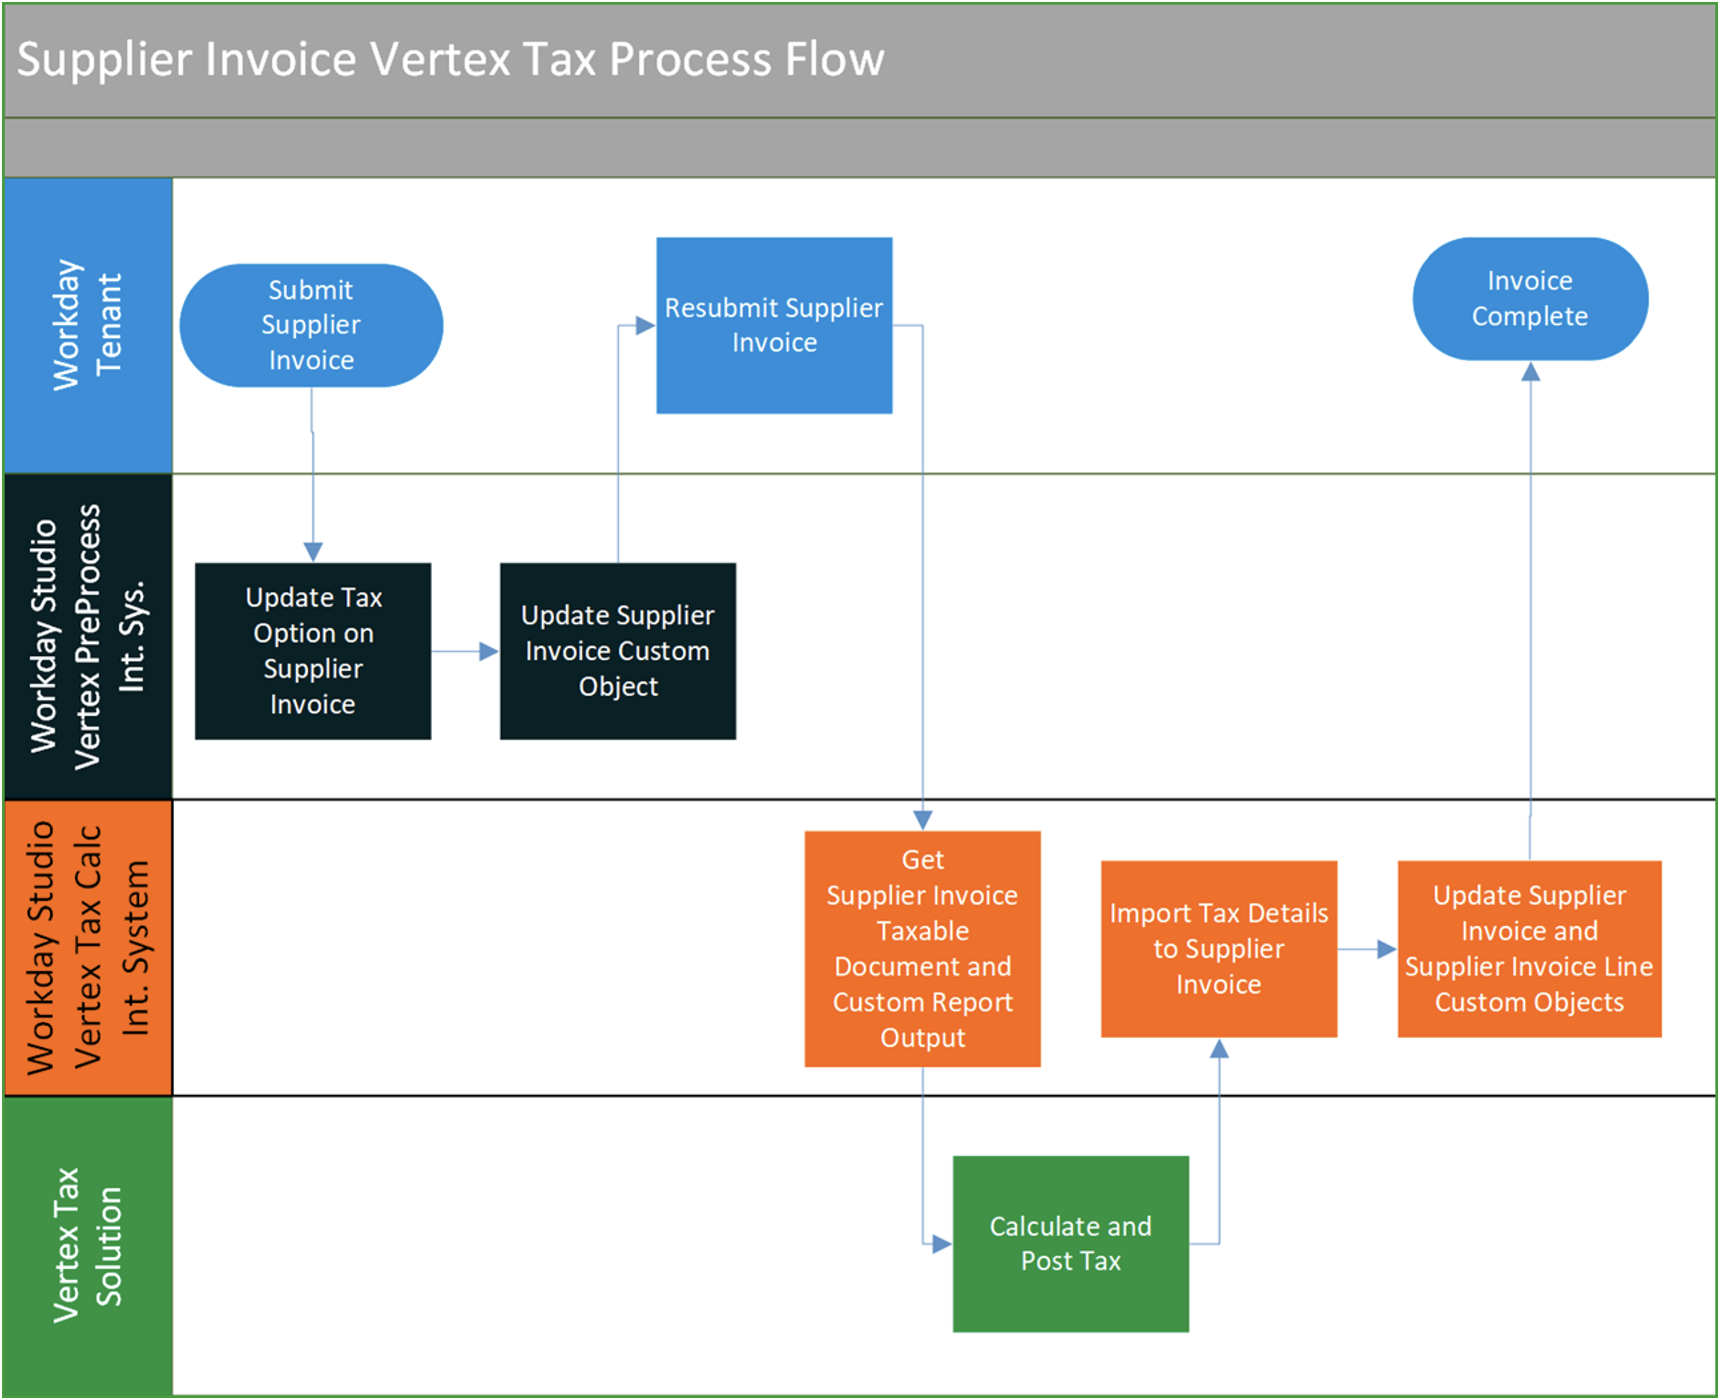 Supplier Invoice Vertex Tax Process Flow
Workday
Tenant
Submit
Supplier
Invoice
Resubmit Supplier
Invoice
Invoice
Complete
Workday Studio
Vertex PreProcess
Int. Sys.
Update Tax
Option on
Supplier
Invoice
Update Supplier
Invoice Custom
Object
Workday Studio
Vertex Tax Calc
Int. System
Get
Supplier Invoice
Taxable
Document and
Custom Report
Output
Import Tax Details
to Supplier
Invoice
Update Supplier
Invoice and
Supplier Invoice Line
Custom Objects
Vertex Tax
Solution
Calculate and
Post Tax